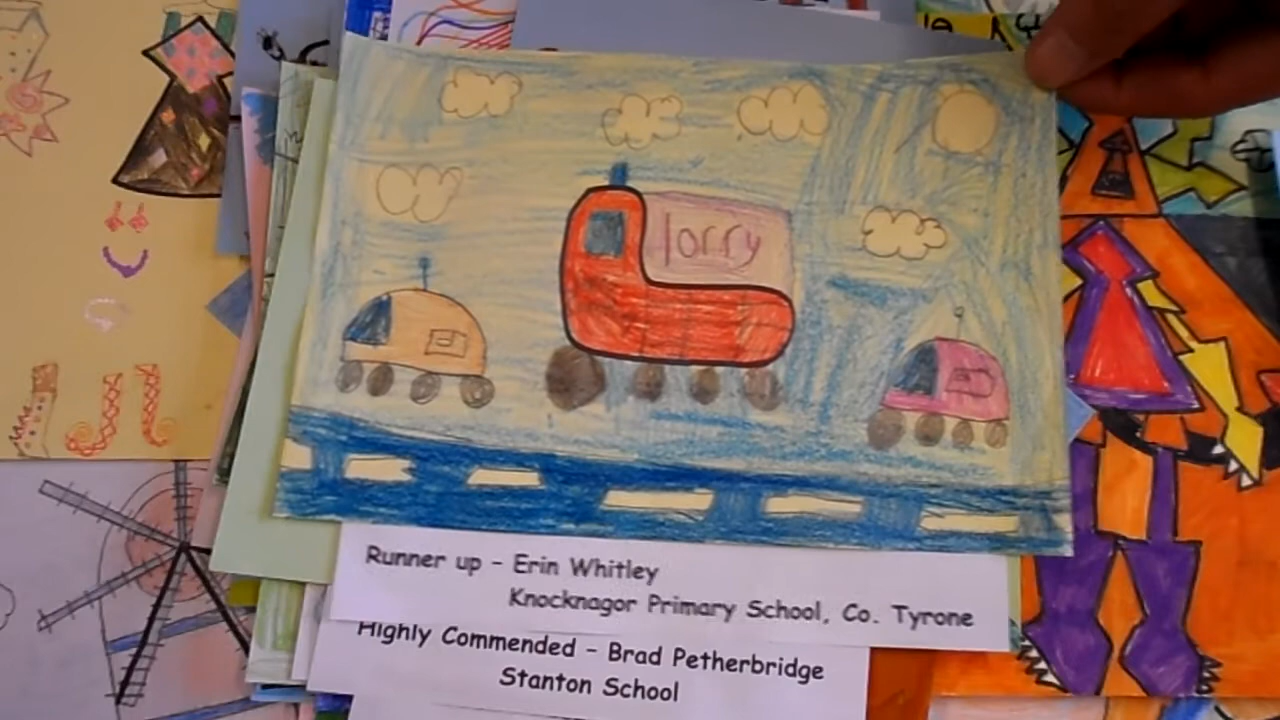 lorry
Runner up - Erin Whitley
Knocknagor Primary School, Co. Tyrone
Highly Commended - Brad Petherbridge
Stanton School